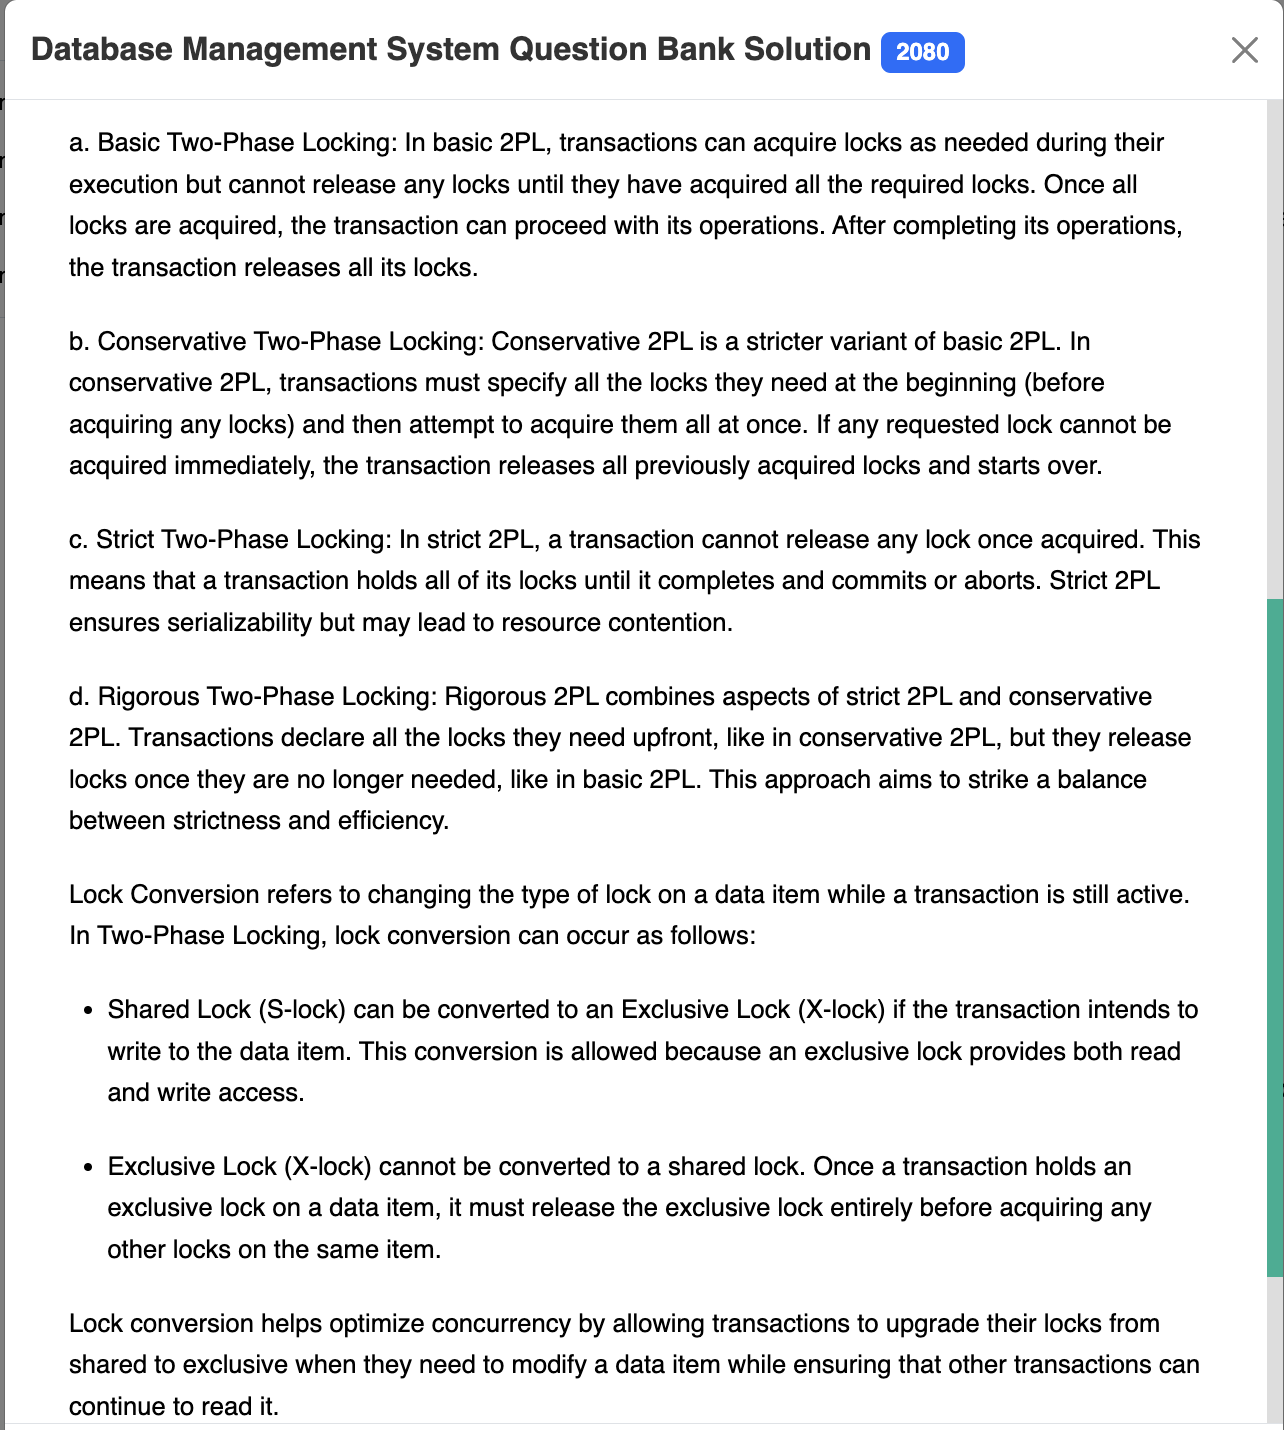 Database Management System Question Bank Solution 2080
a. Basic Two-Phase Locking: In basic 2PL, transactions can acquire locks as needed during their
execution but cannot release any locks until they have acquired all the required locks. Once all
locks are acquired, the transaction can proceed with its operations. After completing its operations,
the transaction releases all its locks.
b. Conservative Two-Phase Locking: Conservative 2PL is a stricter variant of basic 2PL. In
conservative 2PL, transactions must specify all the locks they need at the beginning (before
acquiring any locks) and then attempt to acquire them all at once. If any requested lock cannot be
acquired immediately, the transaction releases all previously acquired locks and starts over.
c. Strict Two-Phase Locking: In strict 2PL, a transaction cannot release any lock once acquired. This
means that a transaction holds all of its locks until it completes and commits or aborts. Strict 2PL
ensures serializability but may lead to resource contention.
d. Rigorous Two-Phase Locking: Rigorous 2PL combines aspects of strict 2PL and conservative
2PL. Transactions declare all the locks they need upfront, like in conservative 2PL, but they release
locks once they are no longer needed, like in basic 2PL. This approach aims to strike a balance
between strictness and efficiency.
Lock Conversion refers to changing the type of lock on a data item while a transaction is still active.
In Two-Phase Locking, lock conversion can occur as follows:
• Shared Lock (S-lock) can be converted to an Exclusive Lock (X-lock) if the transaction intends to
write to the data item. This conversion is allowed because an exclusive lock provides both read
and write access.
• Exclusive Lock (X-lock) cannot be converted to a shared lock. Once a transaction holds an
exclusive lock on a data item, it must release the exclusive lock entirely before acquiring any
other locks on the same item.
Lock conversion helps optimize concurrency by allowing transactions to upgrade their locks from
shared to exclusive when they need to modify a data item while ensuring that other transactions can
continue to read it.